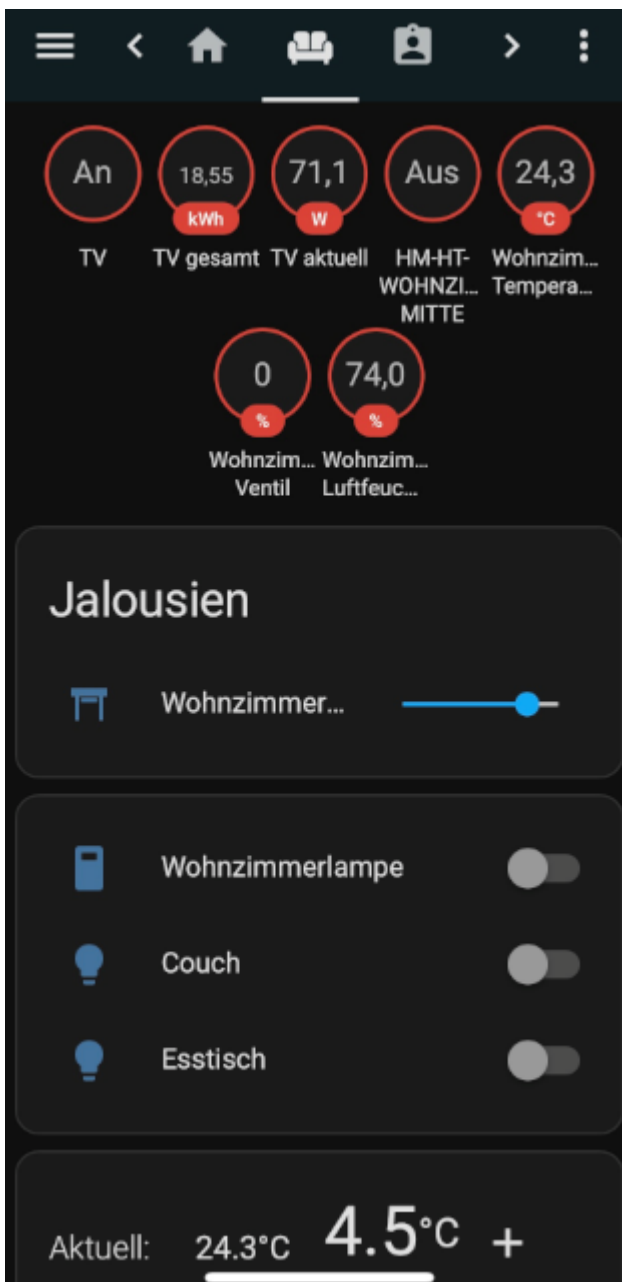 An 18,55 71,1 Aus 24,3
kWh W °C
TV TV gesamt TV aktuell HM-HT- Wohnzim...
WOHNZI... Tempera...
MITTE
0 74,0
% %
Wohnzim... Wohnzim...
Ventil Luftfeuc...
Jalousien
Wohnzimmer...
Wohnzimmerlampe
Couch
Esstisch
Aktuell: 24.3°C 4.5°C +